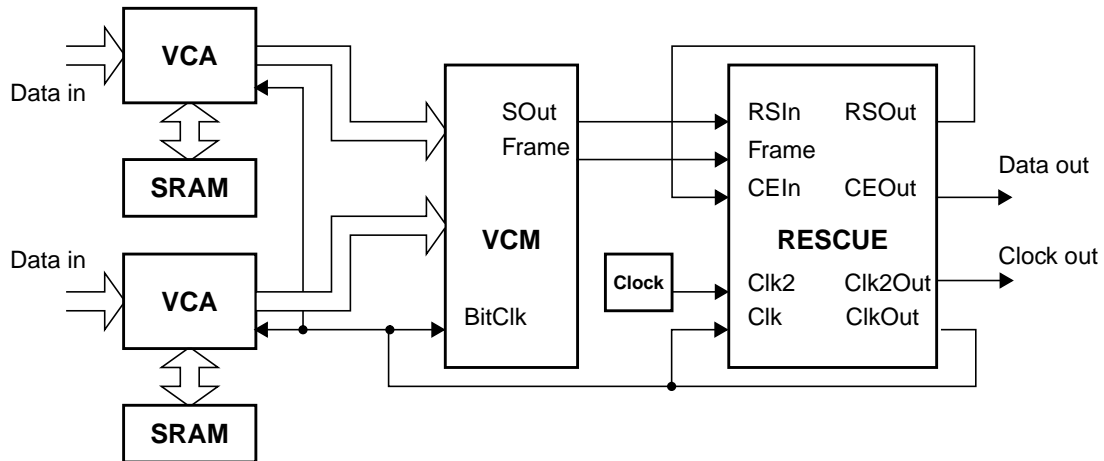 VCA
Data in
SRAM
Data in
VCA
SRAM
SOut
Frame
VCM
BitClk
Clock
RSIn RSOut
Frame
CEIn CEOut
RESCUE
Clk2 Clk2Out
Clk ClkOut
Data out
Clock out